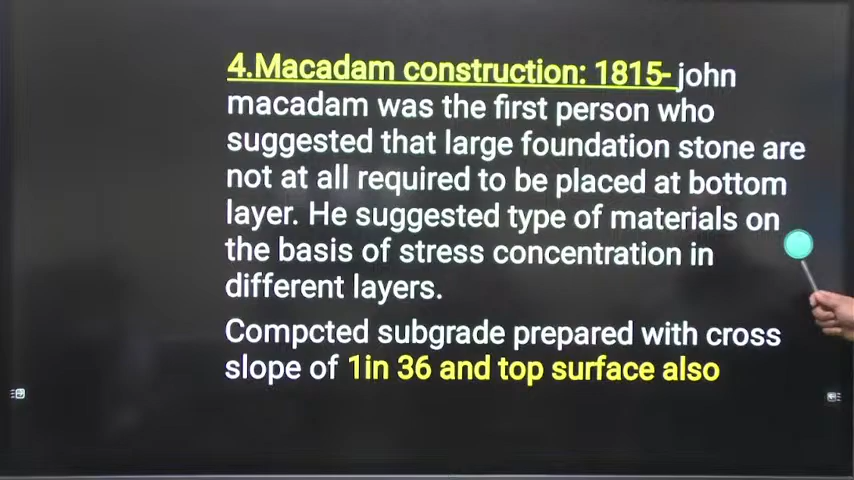 4.Macadam construction: 1815- john
macadam was the first person who
suggested that large foundation stone are
not at all required to be placed at bottom
layer. He suggested type of materials on
the basis of stress concentration in
different layers.
Compcted subgrade prepared with cross
slope of 1in 36 and top surface also